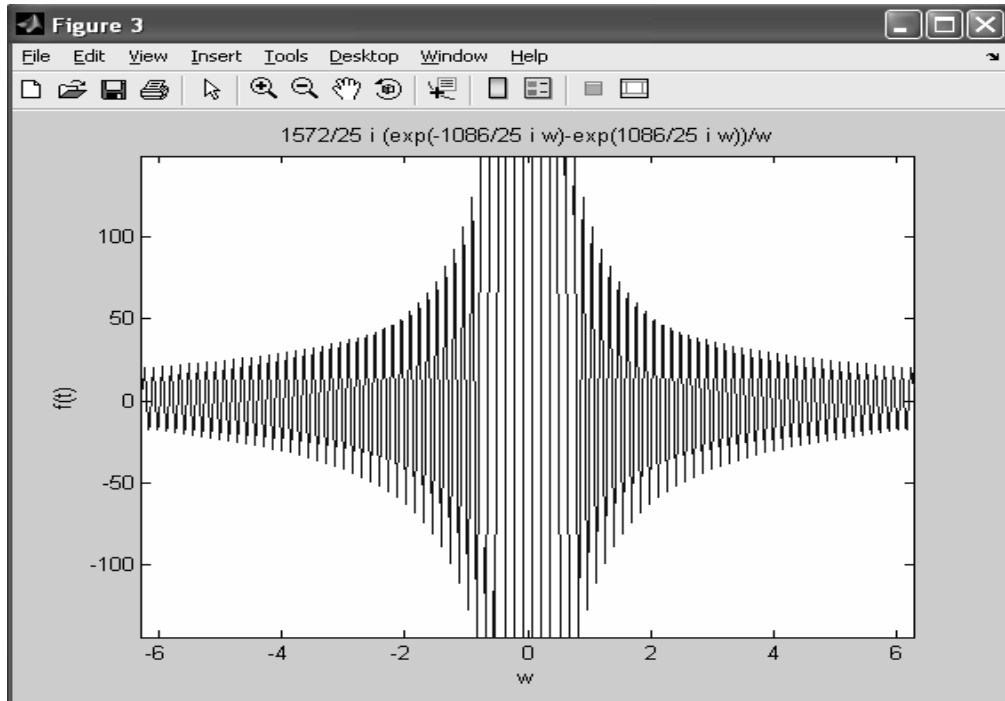 Figure 3
File Edit View Insert Tools Desktop Window Help
1572/25 i (exp(-1086/25 i w)-exp(1086/25 i w))/w
100
50
0
-50
-100
f(t)
-6 -4 -2 0 2 4 6
w